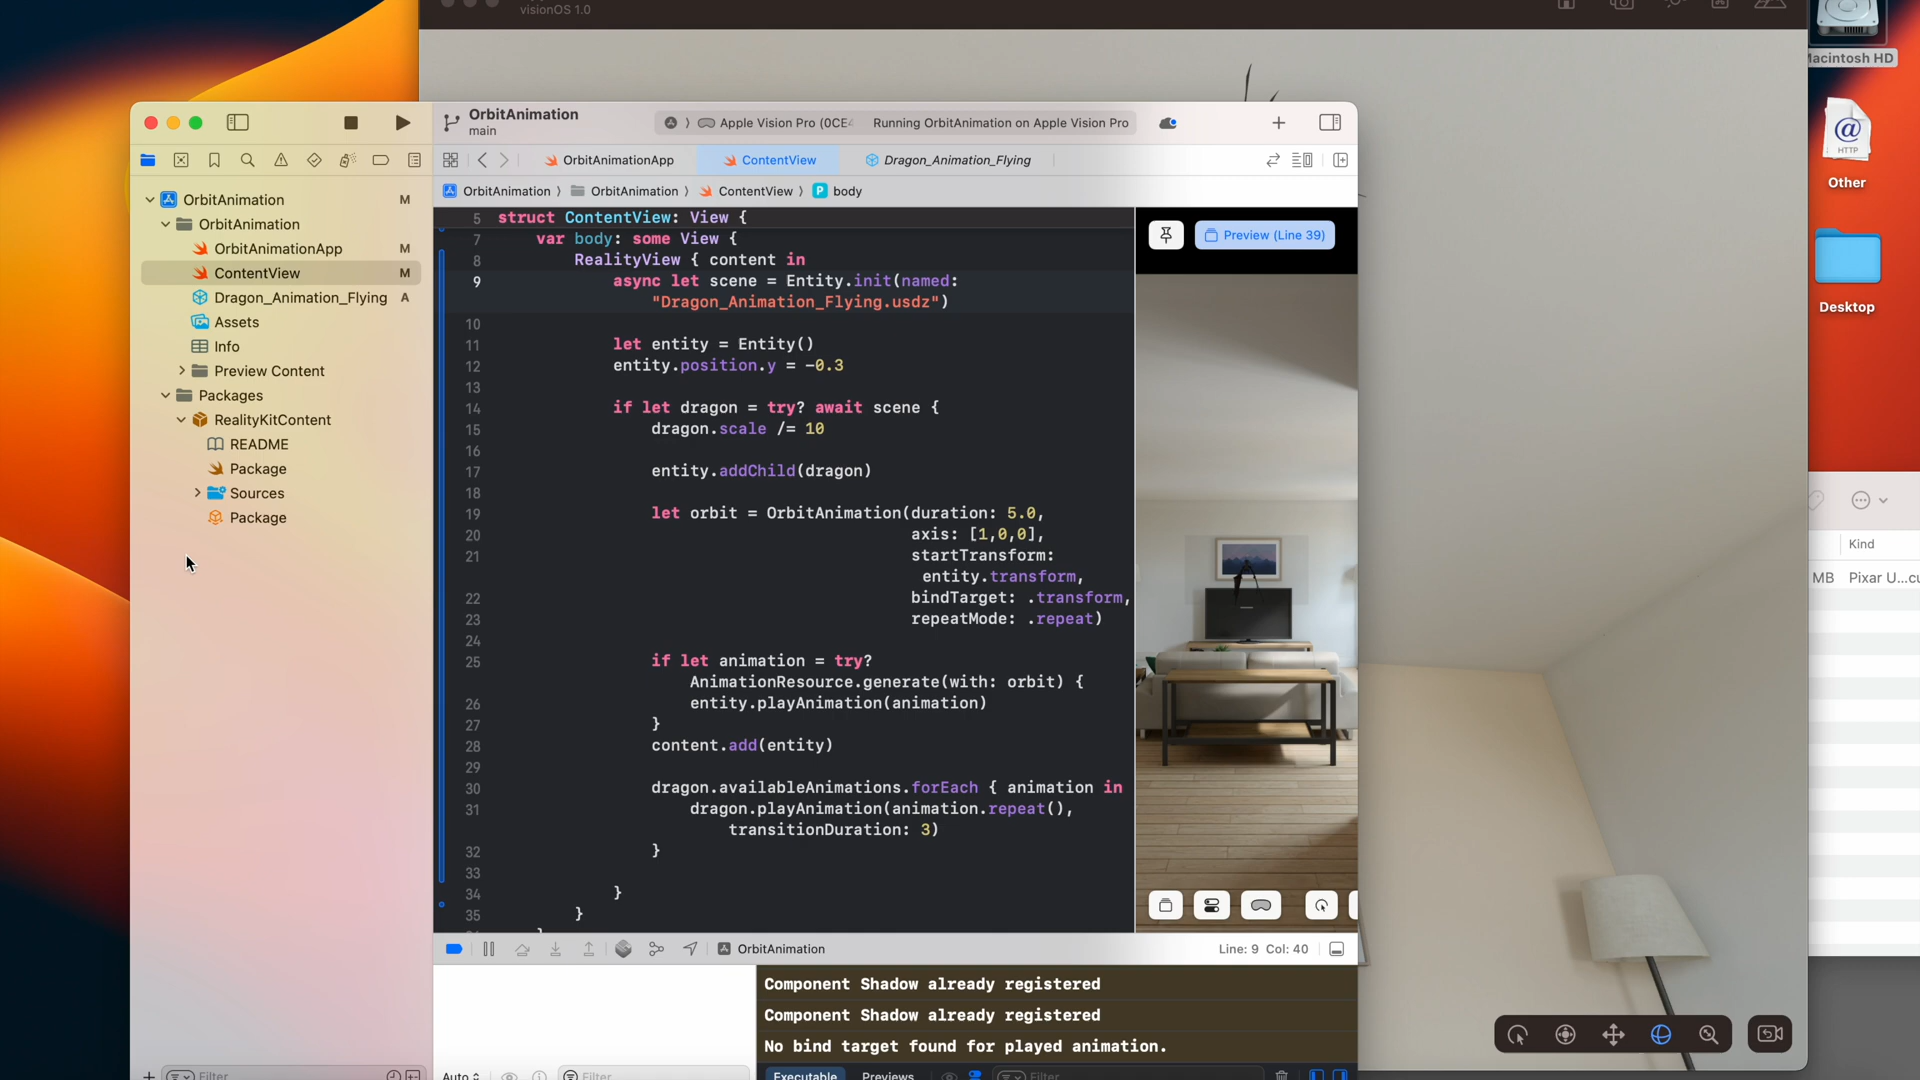 visionOS 1.0
Macintosh HD
HTTP
Other
Desktop
Kind
MB Pixar U...cu
OrbitAnimation
main
Apple Vision Pro (0CE4
Running OrbitAnimation on Apple Vision Pro
OrbitAnimationApp
ContentView
Dragon_Animation_Flying
OrbitAnimation
OrbitAnimation
ContentView
P body
OrbitAnimation M
OrbitAnimation
OrbitAnimationApp M
ContentView M
Dragon_Animation_Flying A
Assets
Info
Preview Content
Packages
RealityKitContent
README
Package
Sources
Package
Filter
5 struct ContentView: View {
7 var body: some View {
8 RealityView { content in
9 async let scene = Entity.init(named:
"Dragon_Animation_Flying.usdz")
10
11 let entity = Entity()
12 entity.position.y = -0.3
13
14 if let dragon = try? await scene {
15 dragon.scale /= 10
16
17 entity.addChild(dragon)
18
19 let orbit = OrbitAnimation(duration: 5.0,
20 axis: [1,0,0],
21 startTransform:
entity.transform,
22 bindTarget: .transform,
23 repeatMode: .repeat)
24
25 if let animation = try?
AnimationResource.generate(with: orbit) {
26 entity.playAnimation(animation)
27 }
28 content.add(entity)
29
30 dragon.availableAnimations.forEach { animation in
31 dragon.playAnimation(animation.repeat(),
transitionDuration: 3)
32 }
33
34 }
35 }
Preview (Line 39)
OrbitAnimation
Line: 9 Col: 40
Component Shadow already registered
Component Shadow already registered
No bind target found for played animation.
Auto
Filter
Executable
Previews
Filter